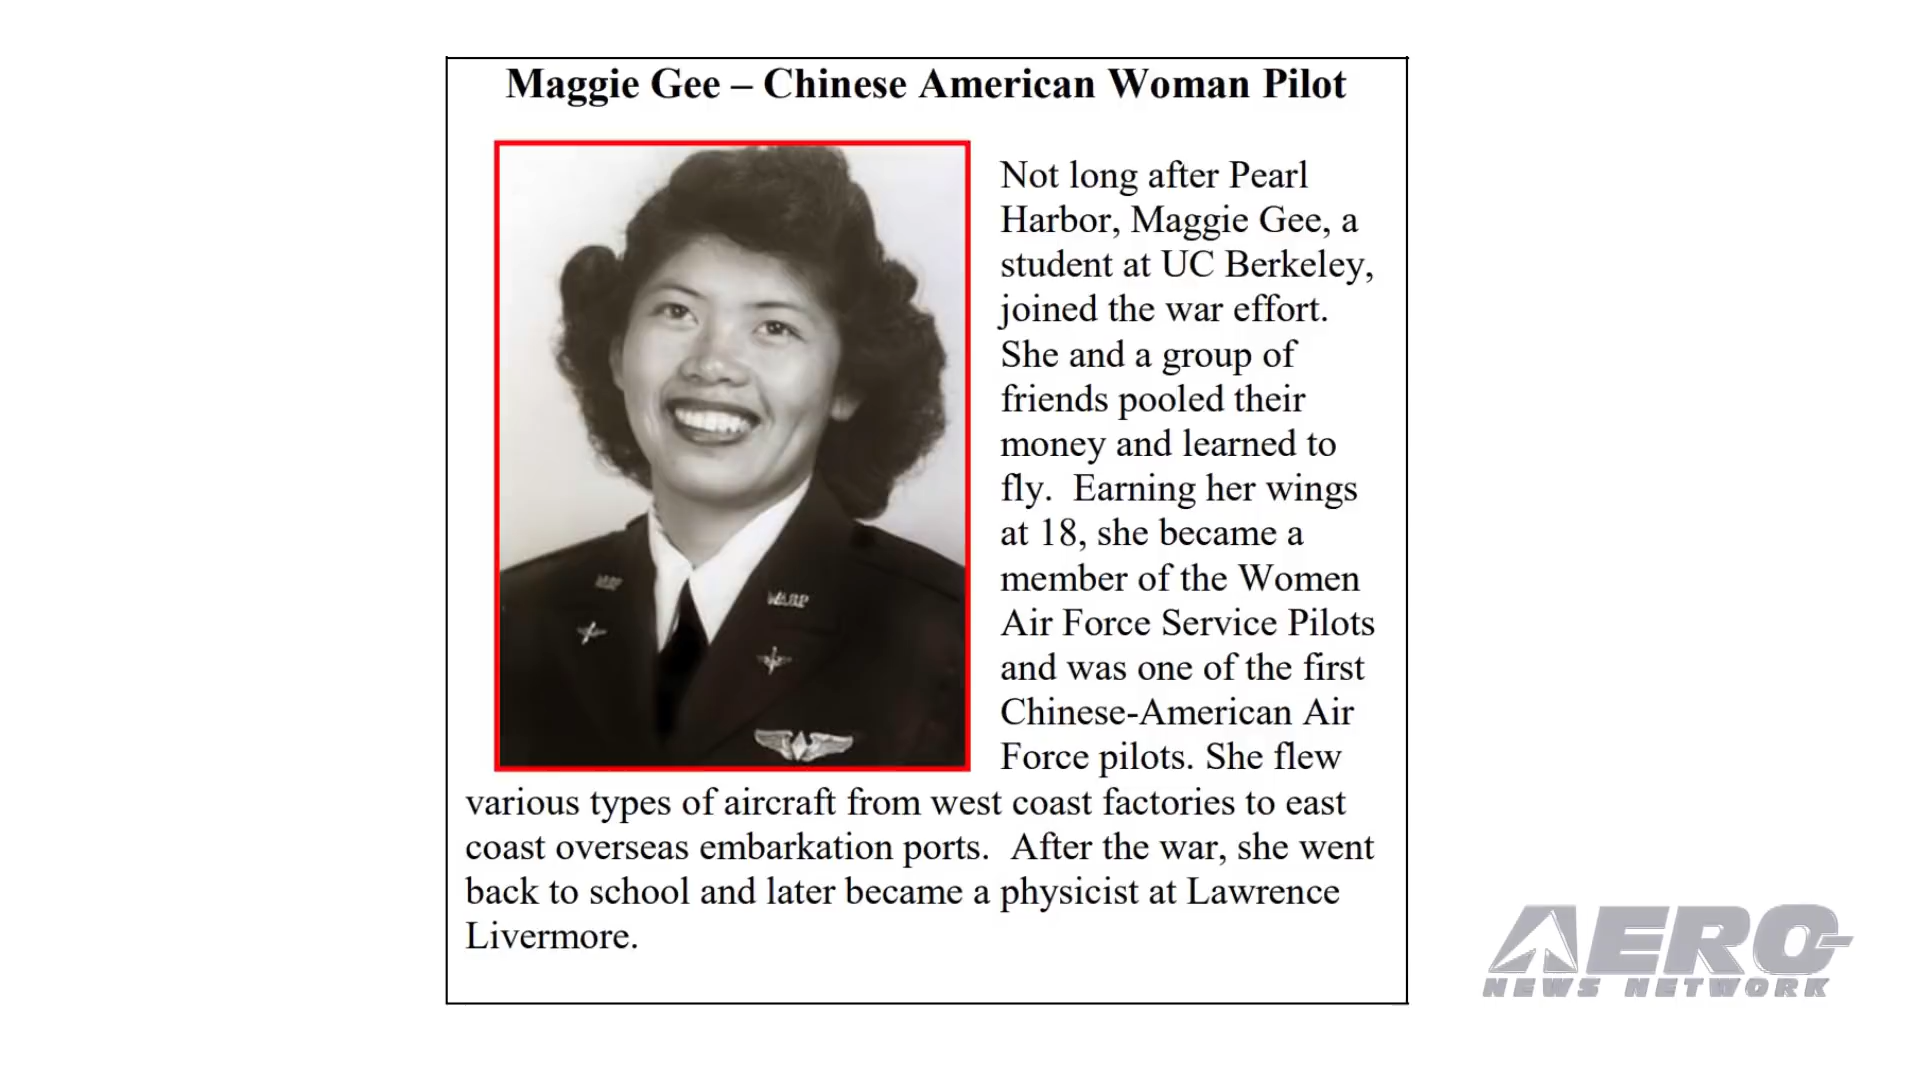 Maggie Gee – Chinese American Woman Pilot
Not long after Pearl
Harbor, Maggie Gee, a
student at UC Berkeley,
joined the war effort.
She and a group of
friends pooled their
money and learned to
fly.  Earning her wings
at 18, she became a
member of the Women
Air Force Service Pilots
and was one of the first
Chinese-American Air
Force pilots. She flew
various types of aircraft from west coast factories to east
coast overseas embarkation ports.  After the war, she went
back to school and later became a physicist at Lawrence
Livermore.
WASP
AERO-
NEWS NETWORK